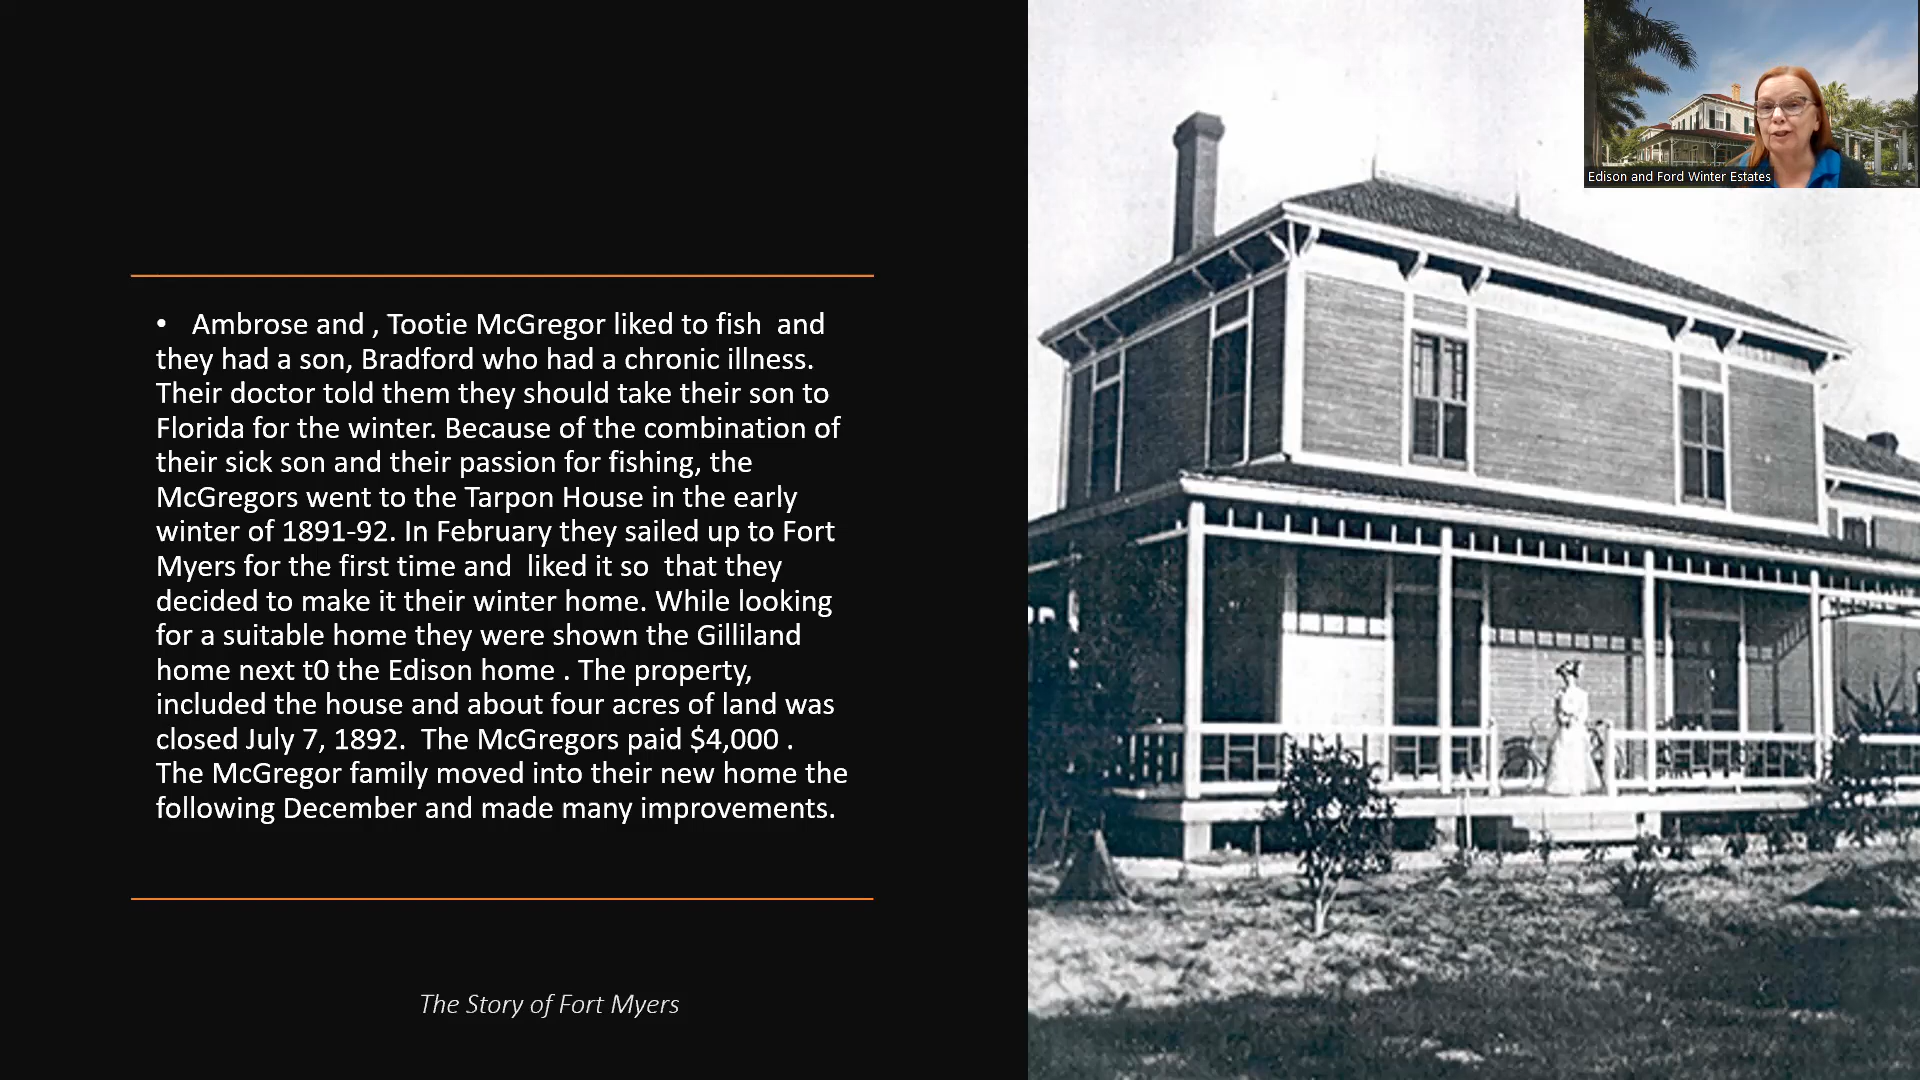 Edison and Ford Winter Estates
• Ambrose and , Tootie McGregor liked to fish  and
they had a son, Bradford who had a chronic illness.
Their doctor told them they should take their son to
Florida for the winter. Because of the combination of
their sick son and their passion for fishing, the
McGregors went to the Tarpon House in the early
winter of 1891-92. In February they sailed up to Fort
Myers for the first time and  liked it so  that they
decided to make it their winter home. While looking
for a suitable home they were shown the Gilliland
home next t0 the Edison home . The property,
included the house and about four acres of land was
closed July 7, 1892.  The McGregors paid $4,000 .
The McGregor family moved into their new home the
following December and made many improvements.
The Story of Fort Myers